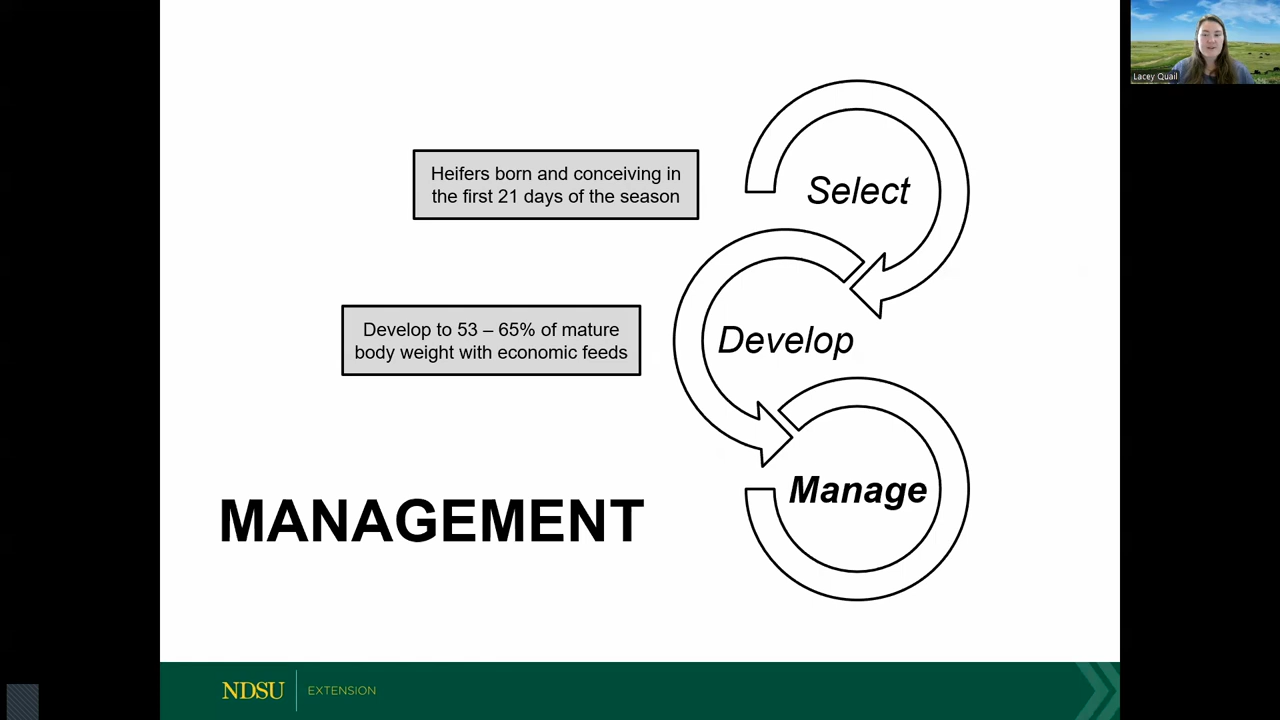 Lacey Quail
Heifers born and conceiving in
the first 21 days of the season
Select
Develop to 53 – 65% of mature
body weight with economic feeds
Develop
Manage
MANAGEMENT
NDSU EXTENSION